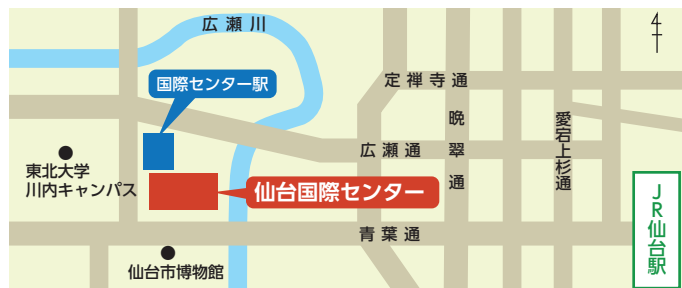 広瀬川
国際センター駅
定禅寺通
晩翠通
愛宕上杉通
広瀬通
東北大学
川内キャンパス
仙台国際センター
JR仙台駅
青葉通
仙台市博物館
4